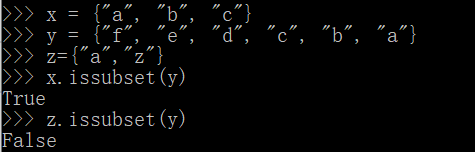 >>> x = {"a", "b", "c"}
>>> y = {"f", "e", "d", "c", "b", "a"}
>>> z={"a","z"}
>>> x.issubset(y)
True
>>> z.issubset(y)
False